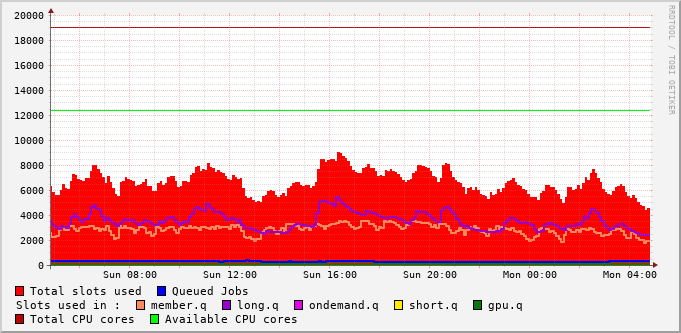 20000
18000
16000
14000
12000
10000
8000
6000
4000
2000
0
Sun 08:00 Sun 12:00 Sun 16:00 Sun 20:00 Mon 00:00 Mon 04:00
Total slots used Queued Jobs
Slots used in : member.q long.q ondemand.q short.q gpu.q
Total CPU cores Available CPU cores
RRDTOOL / TOBI OETIKER